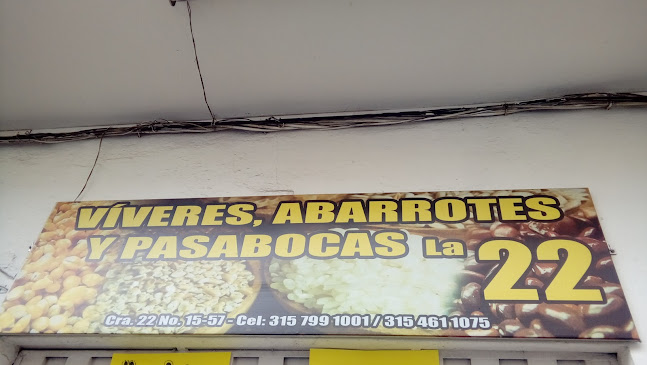 VÍVERES, ABARROTES
Y PASABOCAS La 22
Cra. 22 No. 15-57 - Cel: 315 799 1001 / 315 461 1075